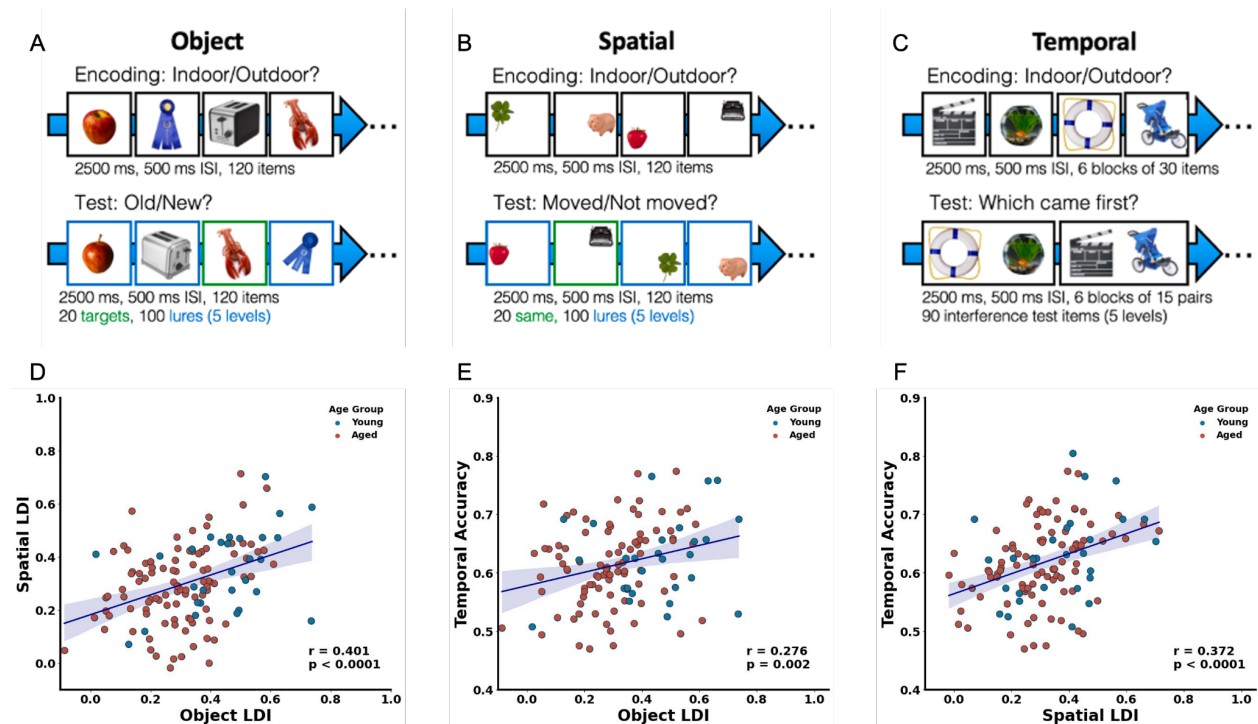 A
Object
Encoding: Indoor/Outdoor?
...
2500 ms, 500 ms ISI, 120 items
Test: Old/New?
...
2500 ms, 500 ms ISI, 120 items
20 targets, 100 lures (5 levels)
B
Spatial
Encoding: Indoor/Outdoor?
...
2500 ms, 500 ms ISI, 120 items
Test: Moved/Not moved?
...
2500 ms, 500 ms ISI, 120 items
20 same, 100 lures (5 levels)
C
Temporal
Encoding: Indoor/Outdoor?
...
2500 ms, 500 ms ISI, 6 blocks of 30 items
Test: Which came first?
...
2500 ms, 500 ms ISI, 6 blocks of 15 pairs
90 interference test items (5 levels)
D
Spatial LDI
1.0
0.8
0.6
0.4
0.2
0.0
Age Group
Young
Aged
r = 0.401
p < 0.0001
0.0 0.2 0.4 0.6 0.8 1.0
Object LDI
E
Temporal Accuracy
0.9
0.8
0.7
0.6
0.5
0.4
Age Group
Young
Aged
r = 0.276
p = 0.002
0.0 0.2 0.4 0.6 0.8 1.0
Object LDI
F
Temporal Accuracy
0.9
0.8
0.7
0.6
0.5
0.4
Age Group
Young
Aged
r = 0.372
p < 0.0001
0.0 0.2 0.4 0.6 0.8 1.0
Spatial LDI